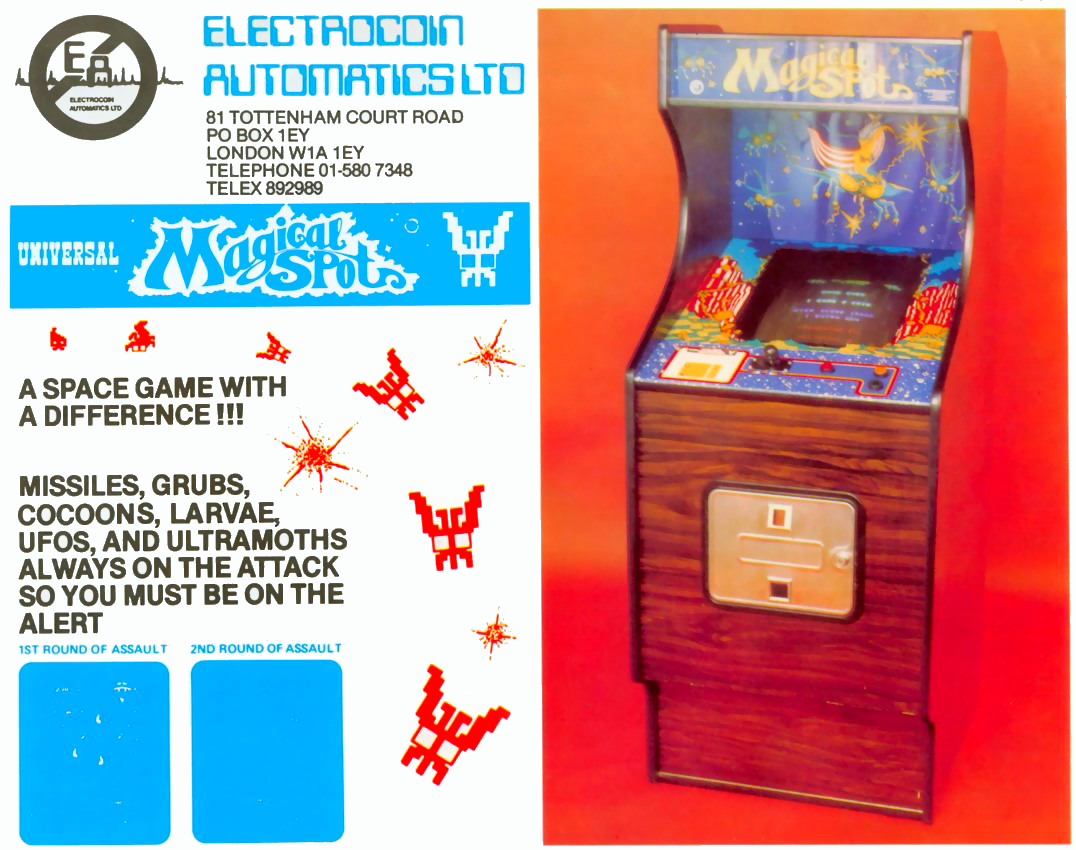 EA
ELECTROCOIN
AUTOMATICS LTD
ELECTROCOIN
AUTOMATICS LTD
81 TOTTENHAM COURT ROAD
PO BOX 1EY
LONDON W1A 1EY
TELEPHONE 01-580 7348
TELEX 892989
UNIVERSAL
Magical
Spot
A SPACE GAME WITH
A DIFFERENCE !!!
MISSILES, GRUBS,
COCOONS, LARVAE,
UFOS, AND ULTRAMOTHS
ALWAYS ON THE ATTACK
SO YOU MUST BE ON THE
ALERT
1ST ROUND OF ASSAULT
2ND ROUND OF ASSAULT
Magical
Spot